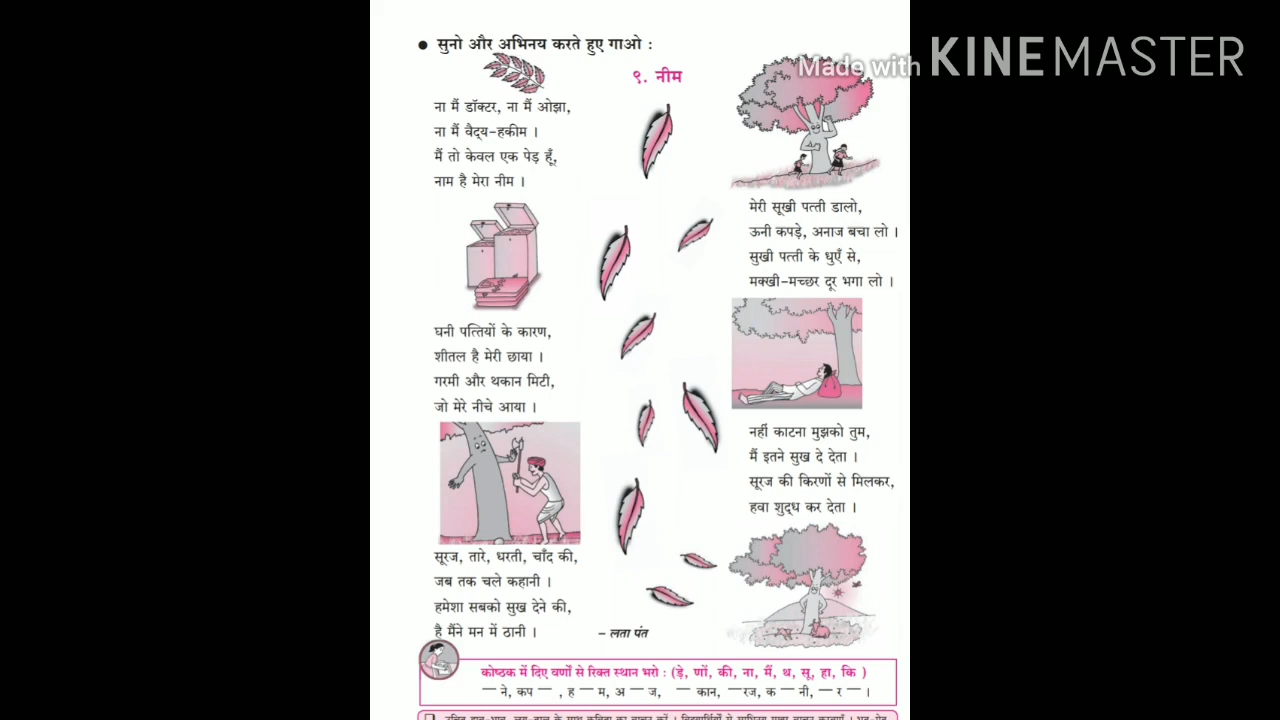 ● सुनो और अभिनय करते हुए गाओ :
Made with KINEMASTER
९. नीम
ना मैं डॉक्टर, ना मैं ओझा,
ना मैं वैद्‌य-हकीम ।
मैं तो केवल एक पेड़ हूँ,
नाम है मेरा नीम ।
मेरी सूखी पत्ती डालो,
ऊनी कपड़े, अनाज बचा लो ।
सुखी पत्ती के धुएँ से,
मक्खी-मच्छर दूर भगा लो ।
घनी पत्तियों के कारण,
शीतल है मेरी छाया ।
गरमी और थकान मिटी,
जो मेरे नीचे आया ।
नहीं काटना मुझको तुम,
मैं इतने सुख दे देता ।
सूरज की किरणों से मिलकर,
हवा शुद्‌ध कर देता ।
सूरज, तारे, धरती, चाँद की,
जब तक चले कहानी ।
हमेशा सबको सुख देने की,
है मैंने मन में ठानी ।
– लता पंत
कोष्ठक में दिए वर्णों से रिक्त स्थान भरो : (ड़े, णों, की, ना, मैं, थ, सू, हा, कि )
— ने, कप — , ह — म, अ — ज, — कान, —रज, क — नी, — र — ।